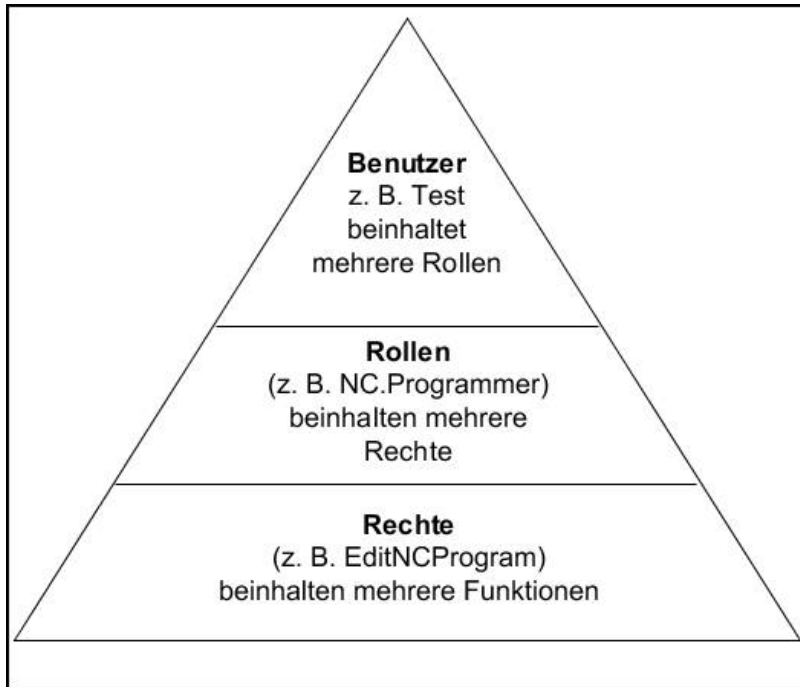 Benutzer
z. B. Test
beinhaltet
mehrere Rollen
Rollen
(z. B. NC.Programmer)
beinhalten mehrere
Rechte
Rechte
(z. B. EditNCProgram)
beinhalten mehrere Funktionen